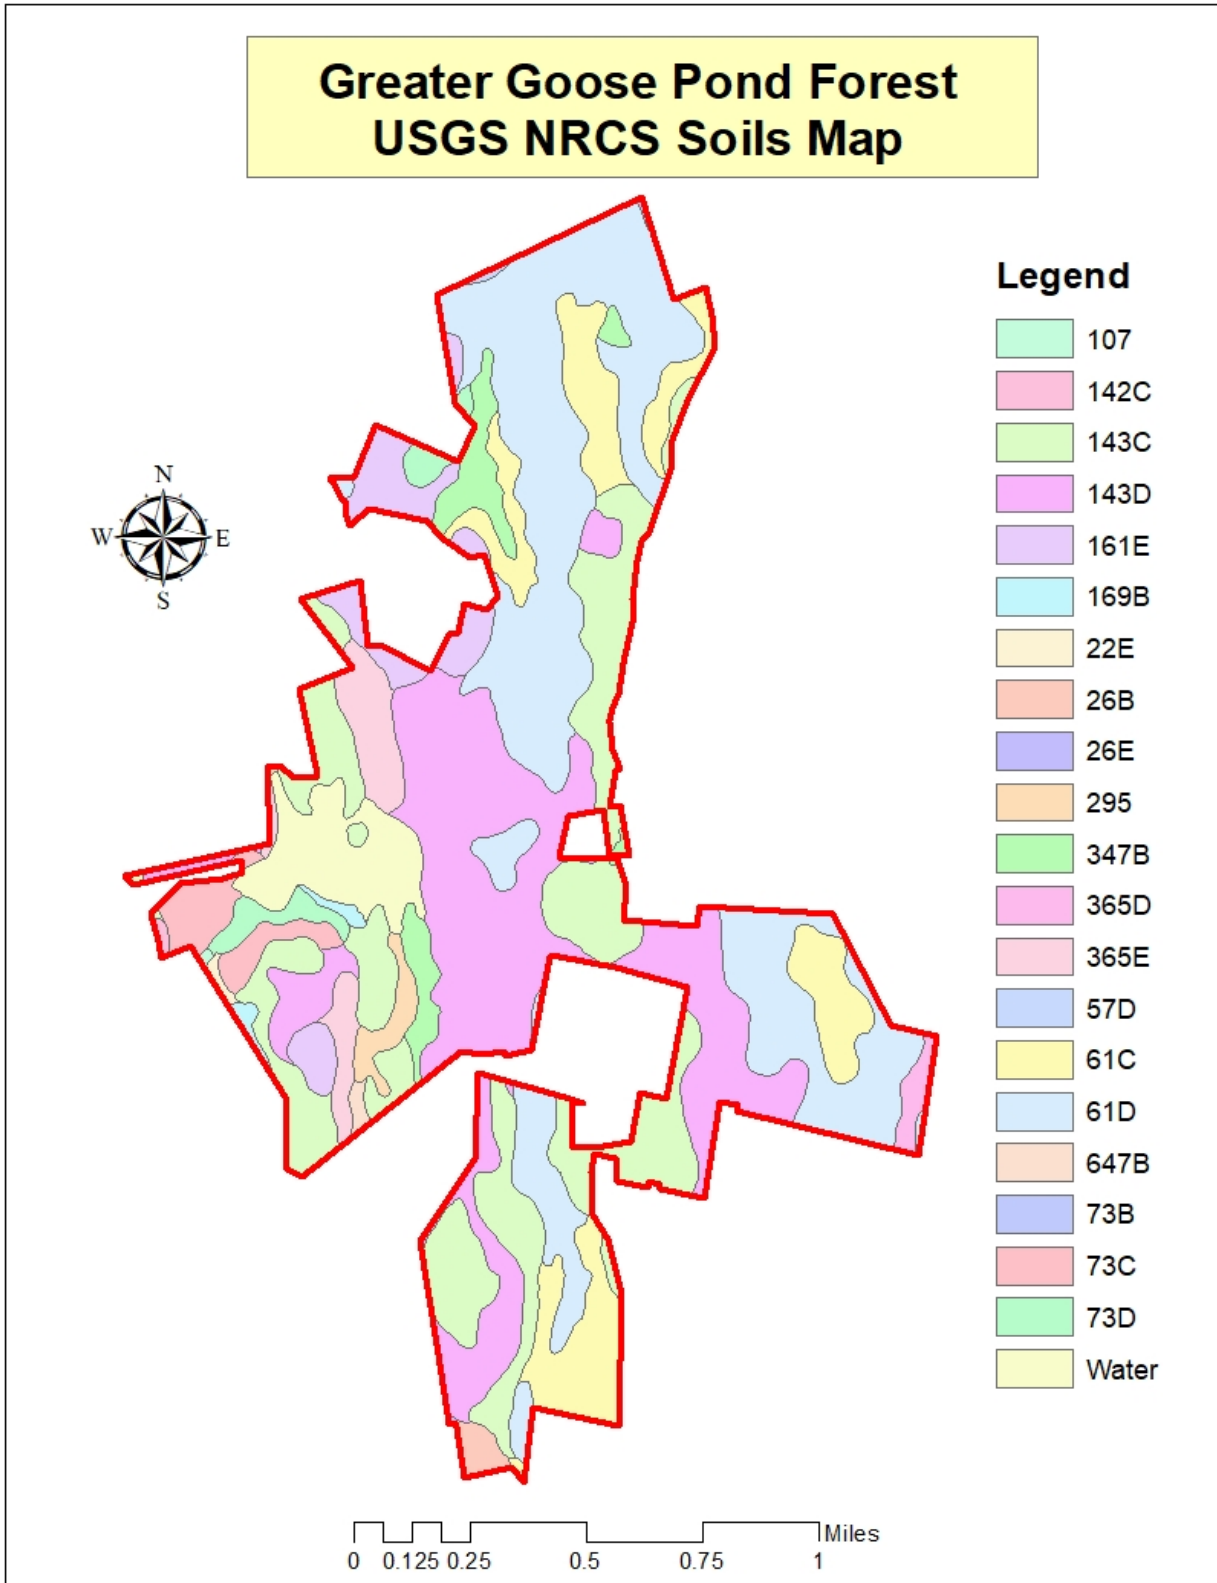 Greater Goose Pond Forest
USGS NRCS Soils Map
Legend
107
142C
143C
143D
161E
169B
22E
26B
26E
295
347B
365D
365E
57D
61C
61D
647B
73B
73C
73D
Water
N
W E
S
Miles
0 0.125 0.25 0.5 0.75 1